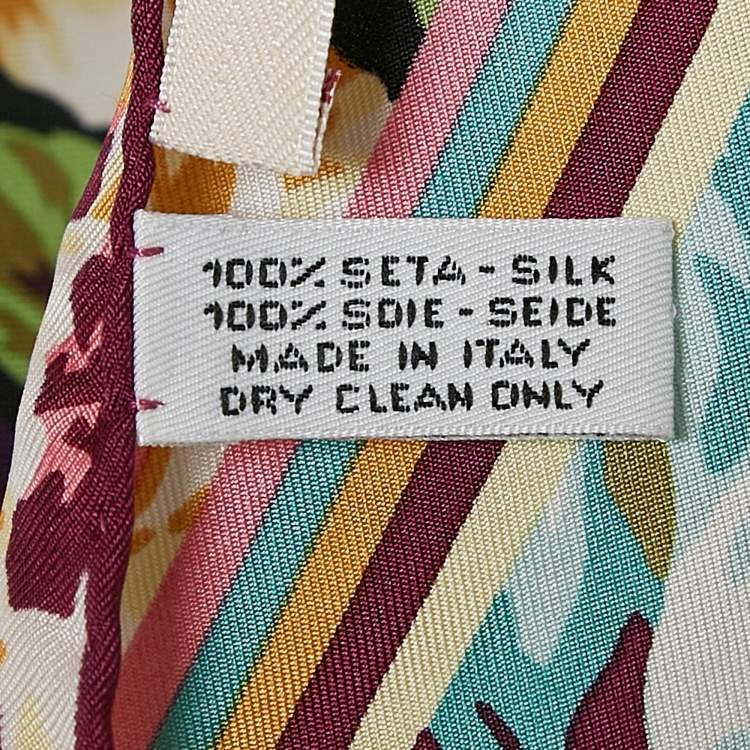 100% SETA - SILK
100% SOIE - SEIDE
MADE IN ITALY
DRY CLEAN ONLY